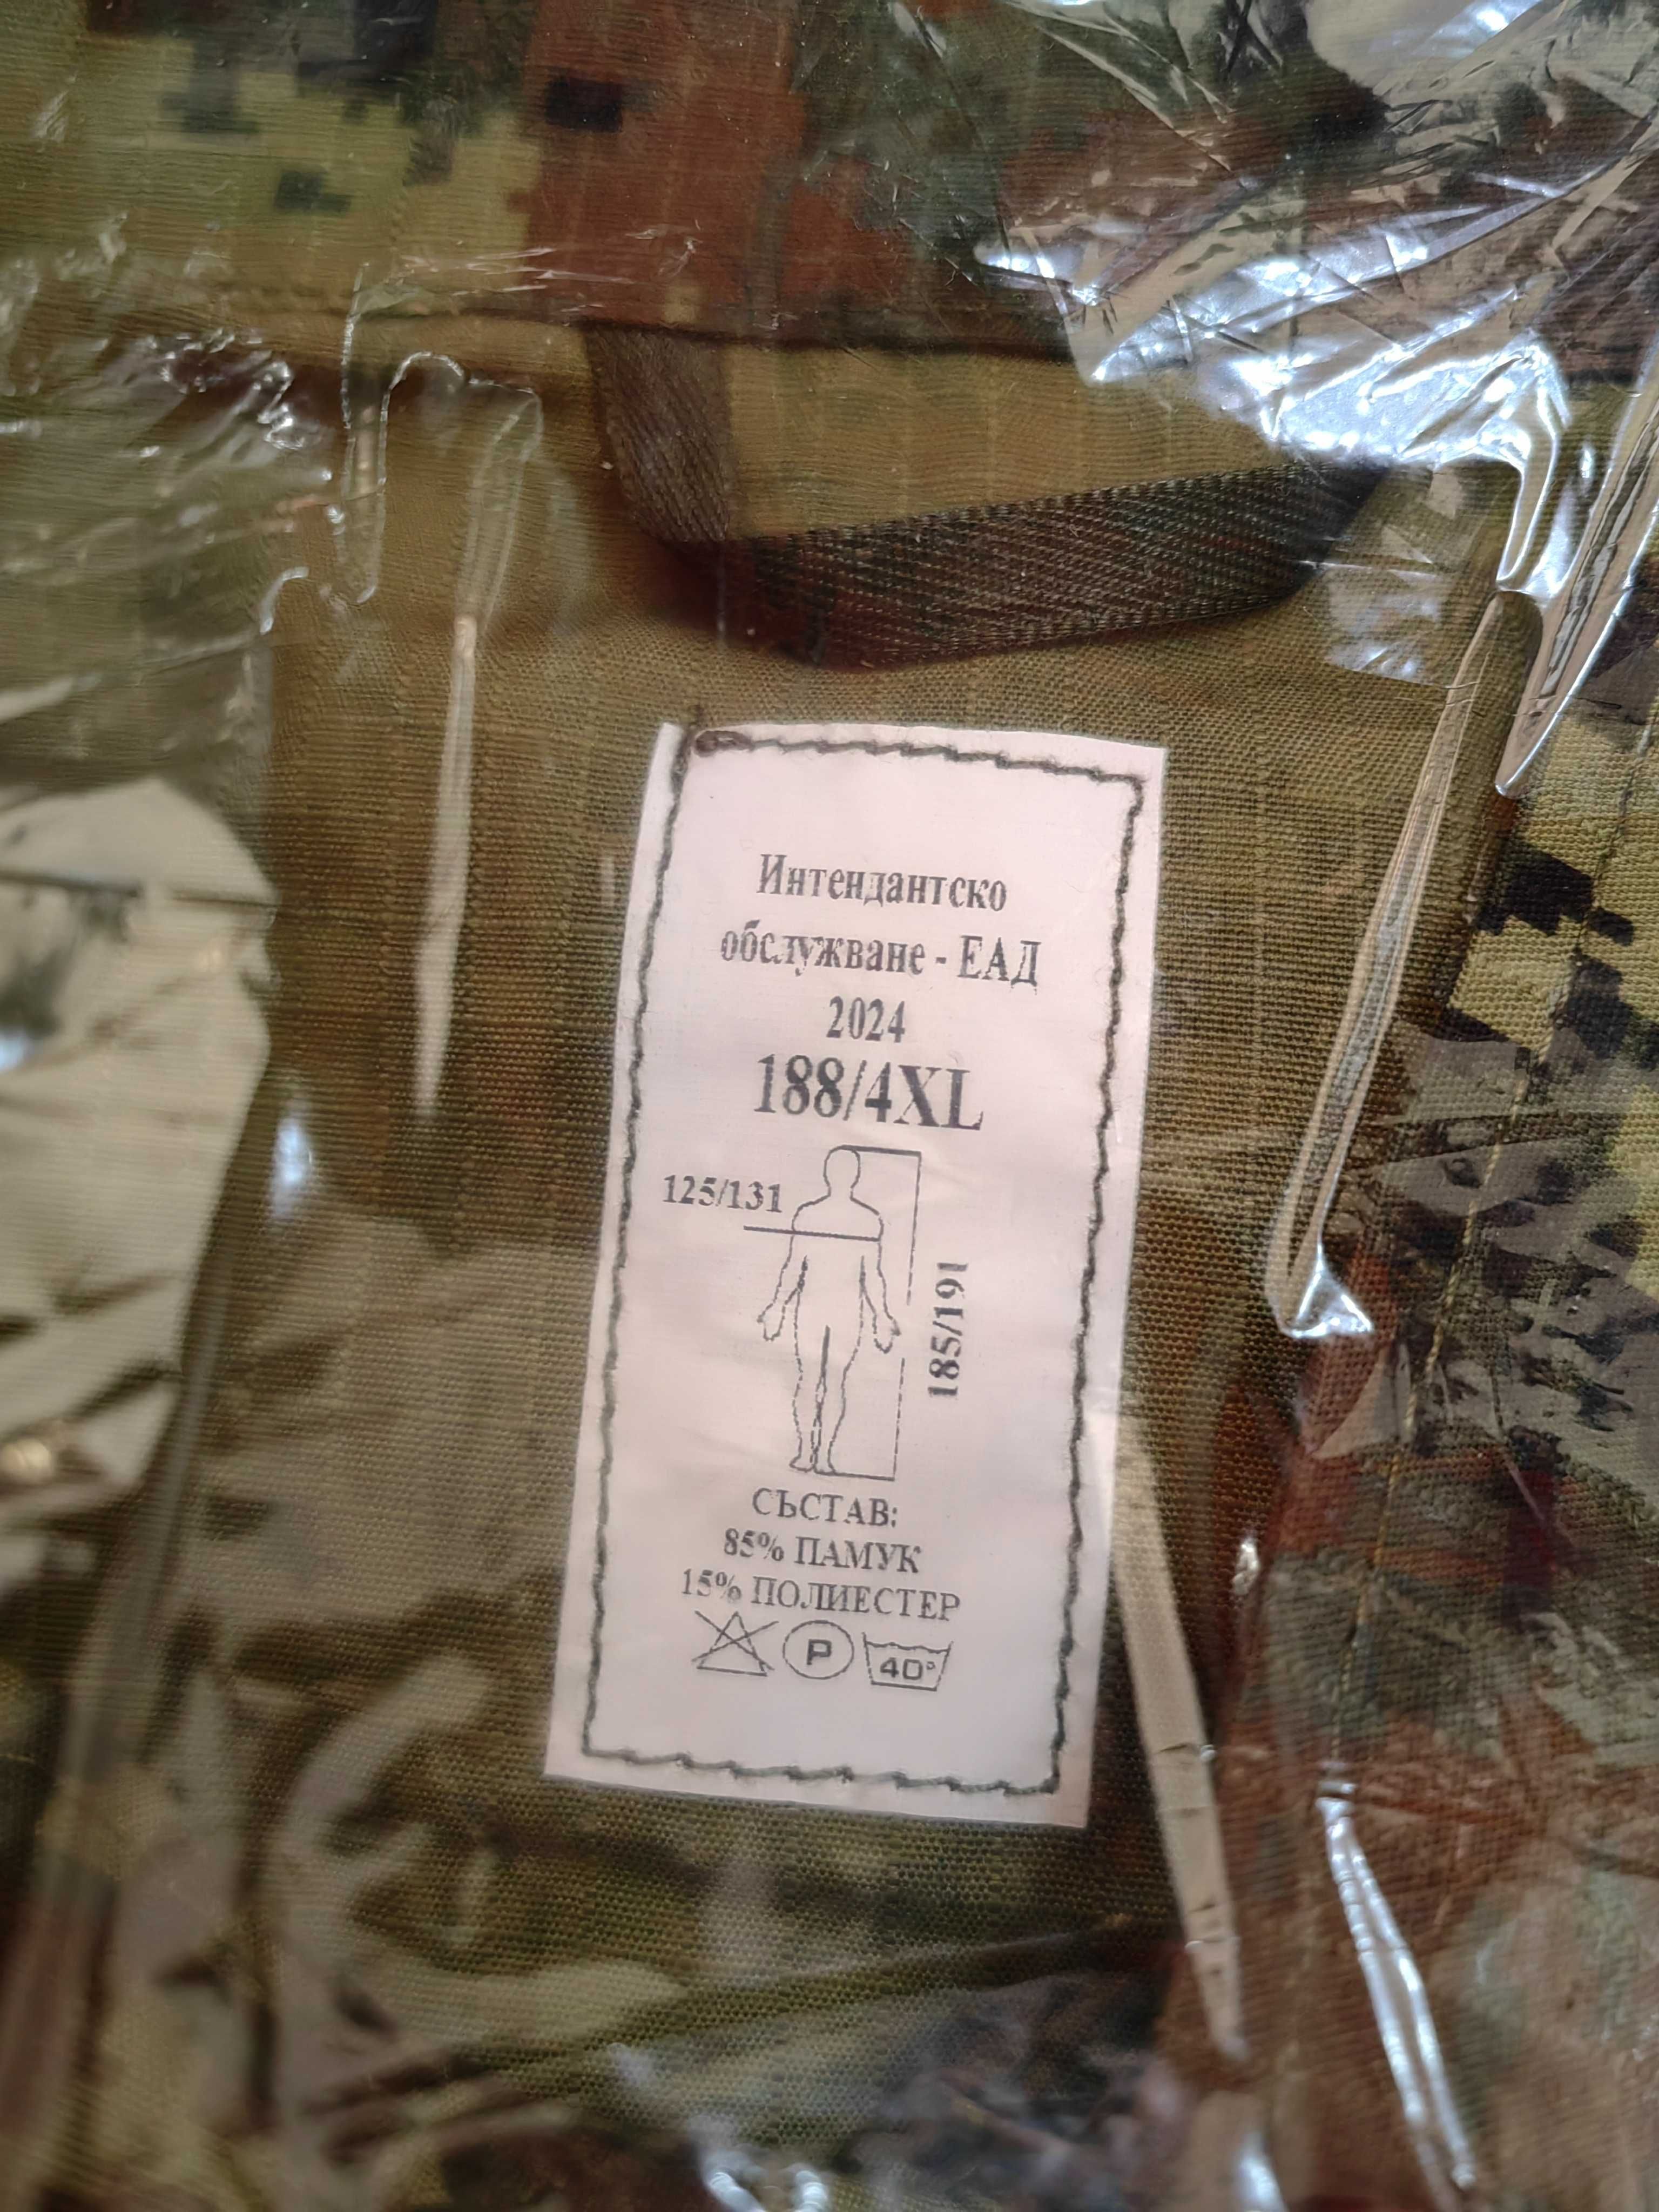 Интендантско
обслужване - ЕАД
2024
188/4XL
125/131
185/191
СЪСТАВ:
85% ПАМУК
15% ПОЛИЕСТЕР
P
40°